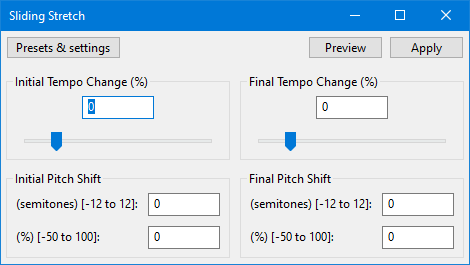 Sliding Stretch
Presets & settings Preview Apply
Initial Tempo Change (%) Final Tempo Change (%)
0 0
Initial Pitch Shift Final Pitch Shift
(semitones) [-12 to 12]: 0 (semitones) [-12 to 12]: 0
(%) [-50 to 100]: 0 (%) [-50 to 100]: 0